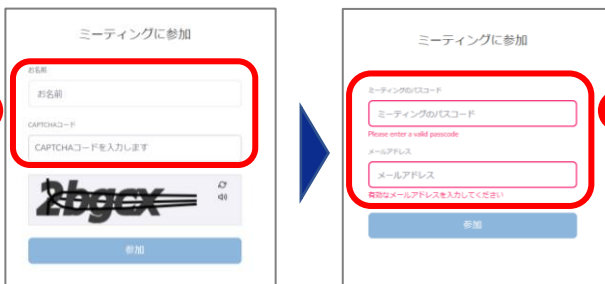 ミーティングに参加
お名前
お名前
CAPTCHAコード
CAPTCHAコードを入力します
2bgcx
参加
ミーティングに参加
ミーティングのパスコード
ミーティングのパスコード
Please enter a valid passcode
メールアドレス
メールアドレス
有効なメールアドレスを入力してください
参加